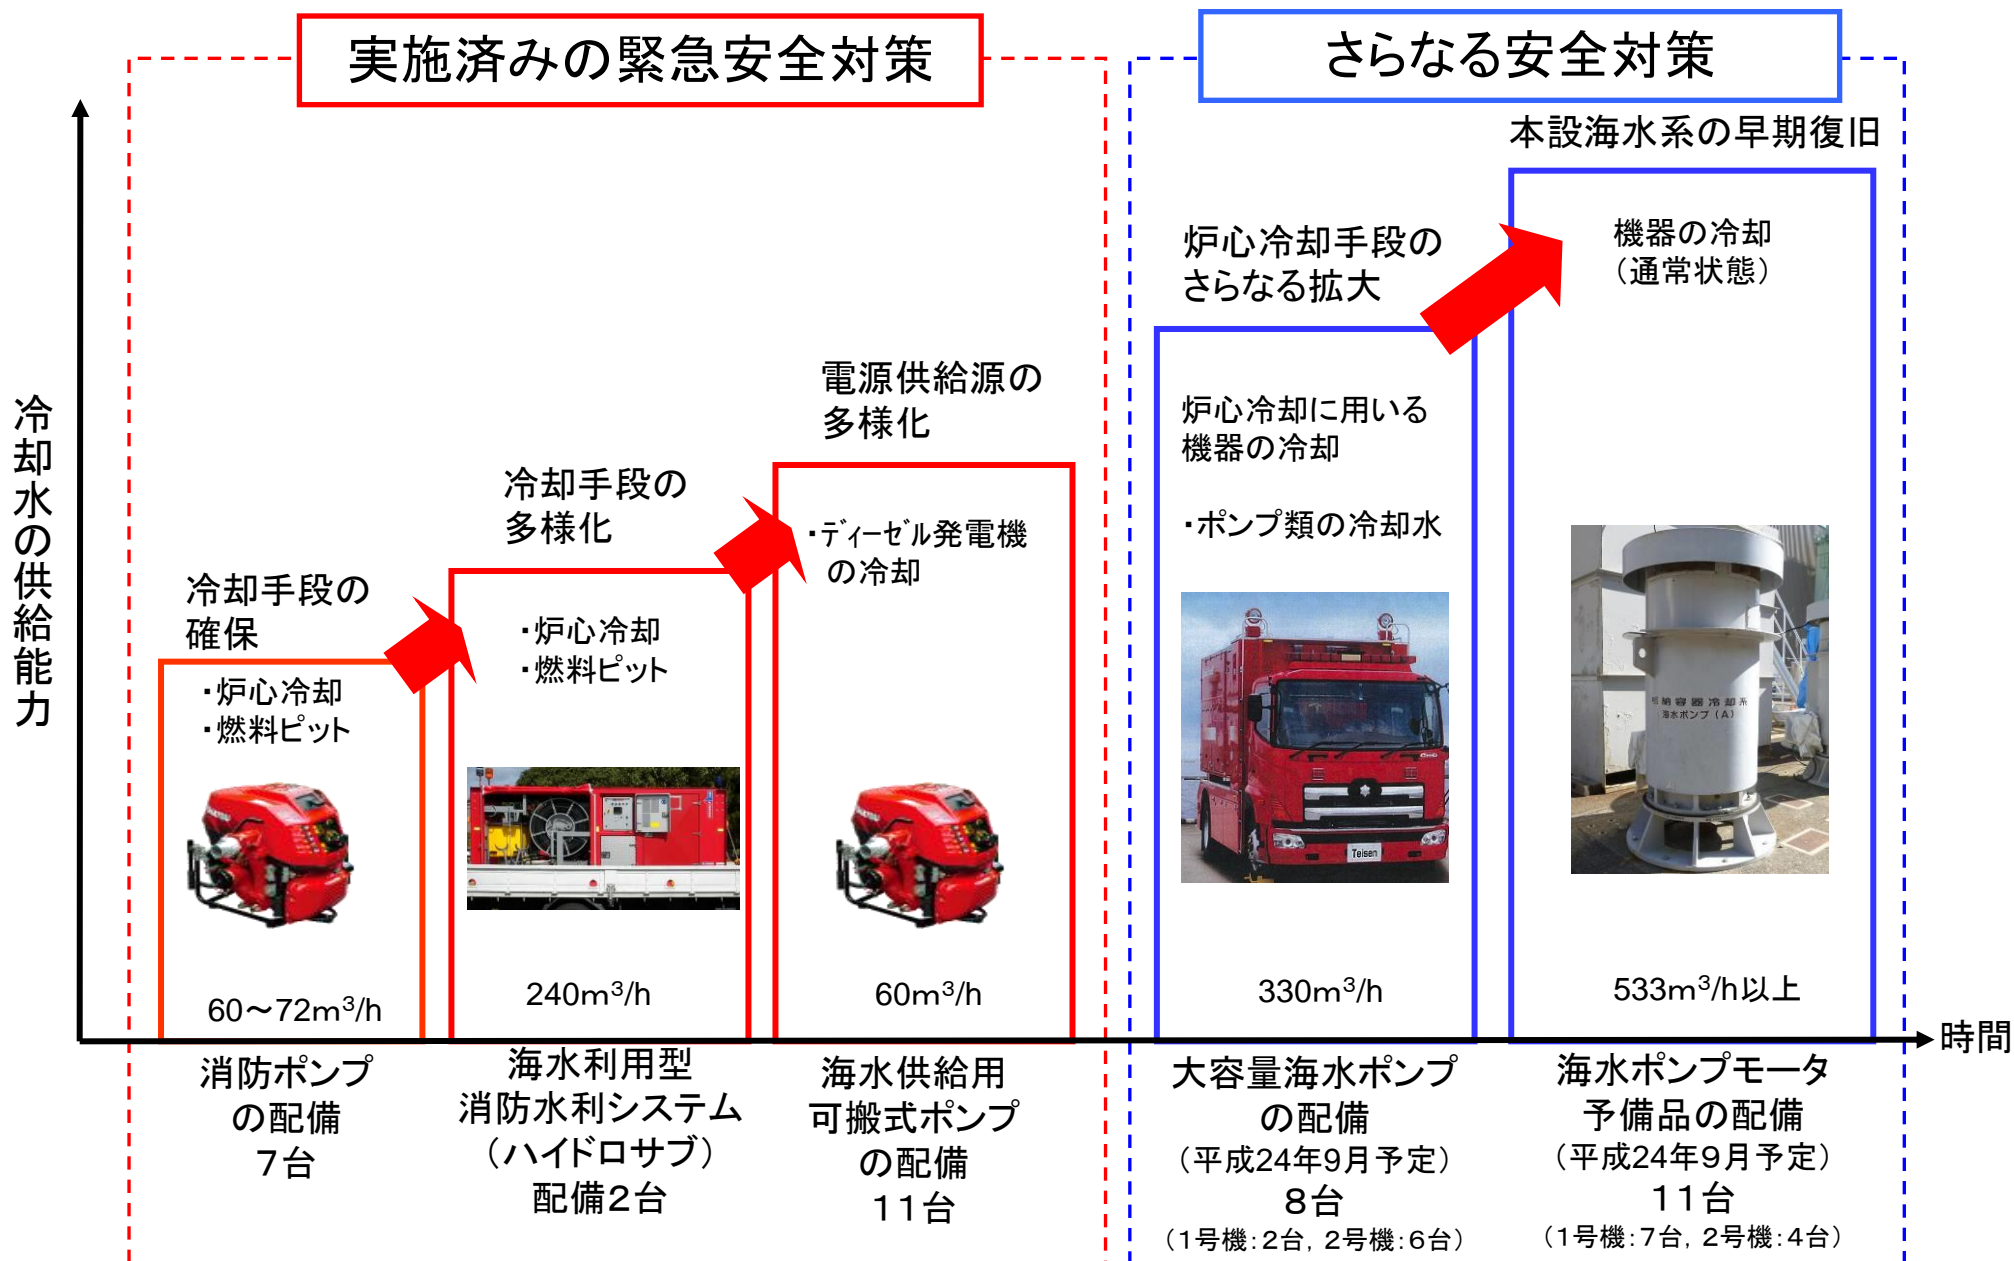 実施済みの緊急安全対策
さらなる安全対策
冷却水の供給能力
冷却手段の
確保
・炉心冷却
・燃料ピット
60～72m³/h
消防ポンプ
の配備
７台
冷却手段の
多様化
・炉心冷却
・燃料ピット
240m³/h
海水利用型
消防水利システム
（ハイドロサブ）
配備２台
電源供給源の
多様化
・ディーゼル発電機
の冷却
60m³/h
海水供給用
可搬式ポンプ
の配備
１１台
炉心冷却手段の
さらなる拡大
炉心冷却に用いる
機器の冷却
・ポンプ類の冷却水
Teisen
330m³/h
大容量海水ポンプ
の配備
（平成24年9月予定）
８台
（１号機：２台，２号機：６台）
本設海水系の早期復旧
機器の冷却
（通常状態）
格納容器冷却系
海水ポンプ（A）
533m³/h以上
海水ポンプモータ
予備品の配備
（平成24年９月予定）
１１台
（１号機：７台，２号機：４台）
時間